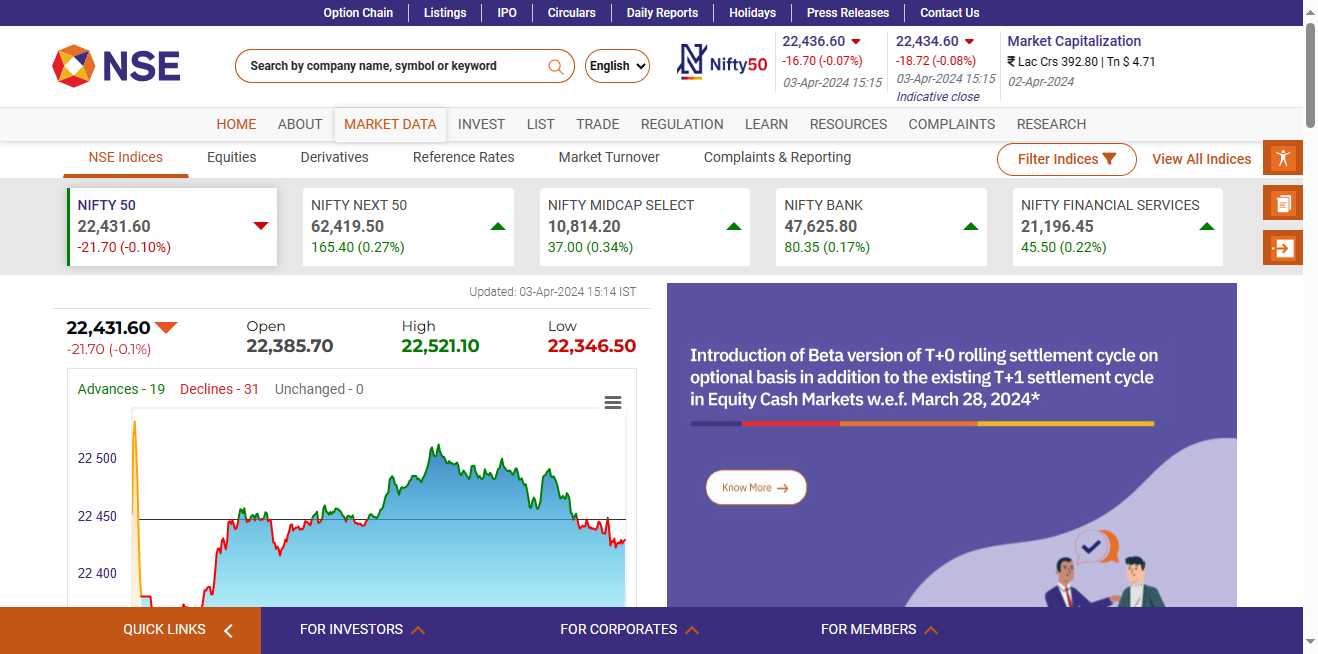 Option Chain
Listings
IPO
Circulars
Daily Reports
Holidays
Press Releases
Contact Us
NSE
Search by company name, symbol or keyword
English
Nifty50
22,436.60
-16.70 (-0.07%)
03-Apr-2024 15:15
22,434.60
-18.72 (-0.08%)
03-Apr-2024 15:15
Indicative close
Market Capitalization
₹ Lac Crs 392.80 | Tn $ 4.71
02-Apr-2024
HOME
ABOUT
MARKET DATA
INVEST
LIST
TRADE
REGULATION
LEARN
RESOURCES
COMPLAINTS
RESEARCH
NSE Indices
Equities
Derivatives
Reference Rates
Market Turnover
Complaints & Reporting
Filter Indices
View All Indices
NIFTY 50
22,431.60
-21.70 (-0.10%)
NIFTY NEXT 50
62,419.50
165.40 (0.27%)
NIFTY MIDCAP SELECT
10,814.20
37.00 (0.34%)
NIFTY BANK
47,625.80
80.35 (0.17%)
NIFTY FINANCIAL SERVICES
21,196.45
45.50 (0.22%)
Updated: 03-Apr-2024 15:14 IST
22,431.60
-21.70 (-0.1%)
Open
22,385.70
High
22,521.10
Low
22,346.50
Advances - 19
Declines - 31
Unchanged - 0
22 500
22 450
22 400
Introduction of Beta version of T+0 rolling settlement cycle on
optional basis in addition to the existing T+1 settlement cycle
in Equity Cash Markets w.e.f. March 28, 2024*
Know More
QUICK LINKS
FOR INVESTORS
FOR CORPORATES
FOR MEMBERS